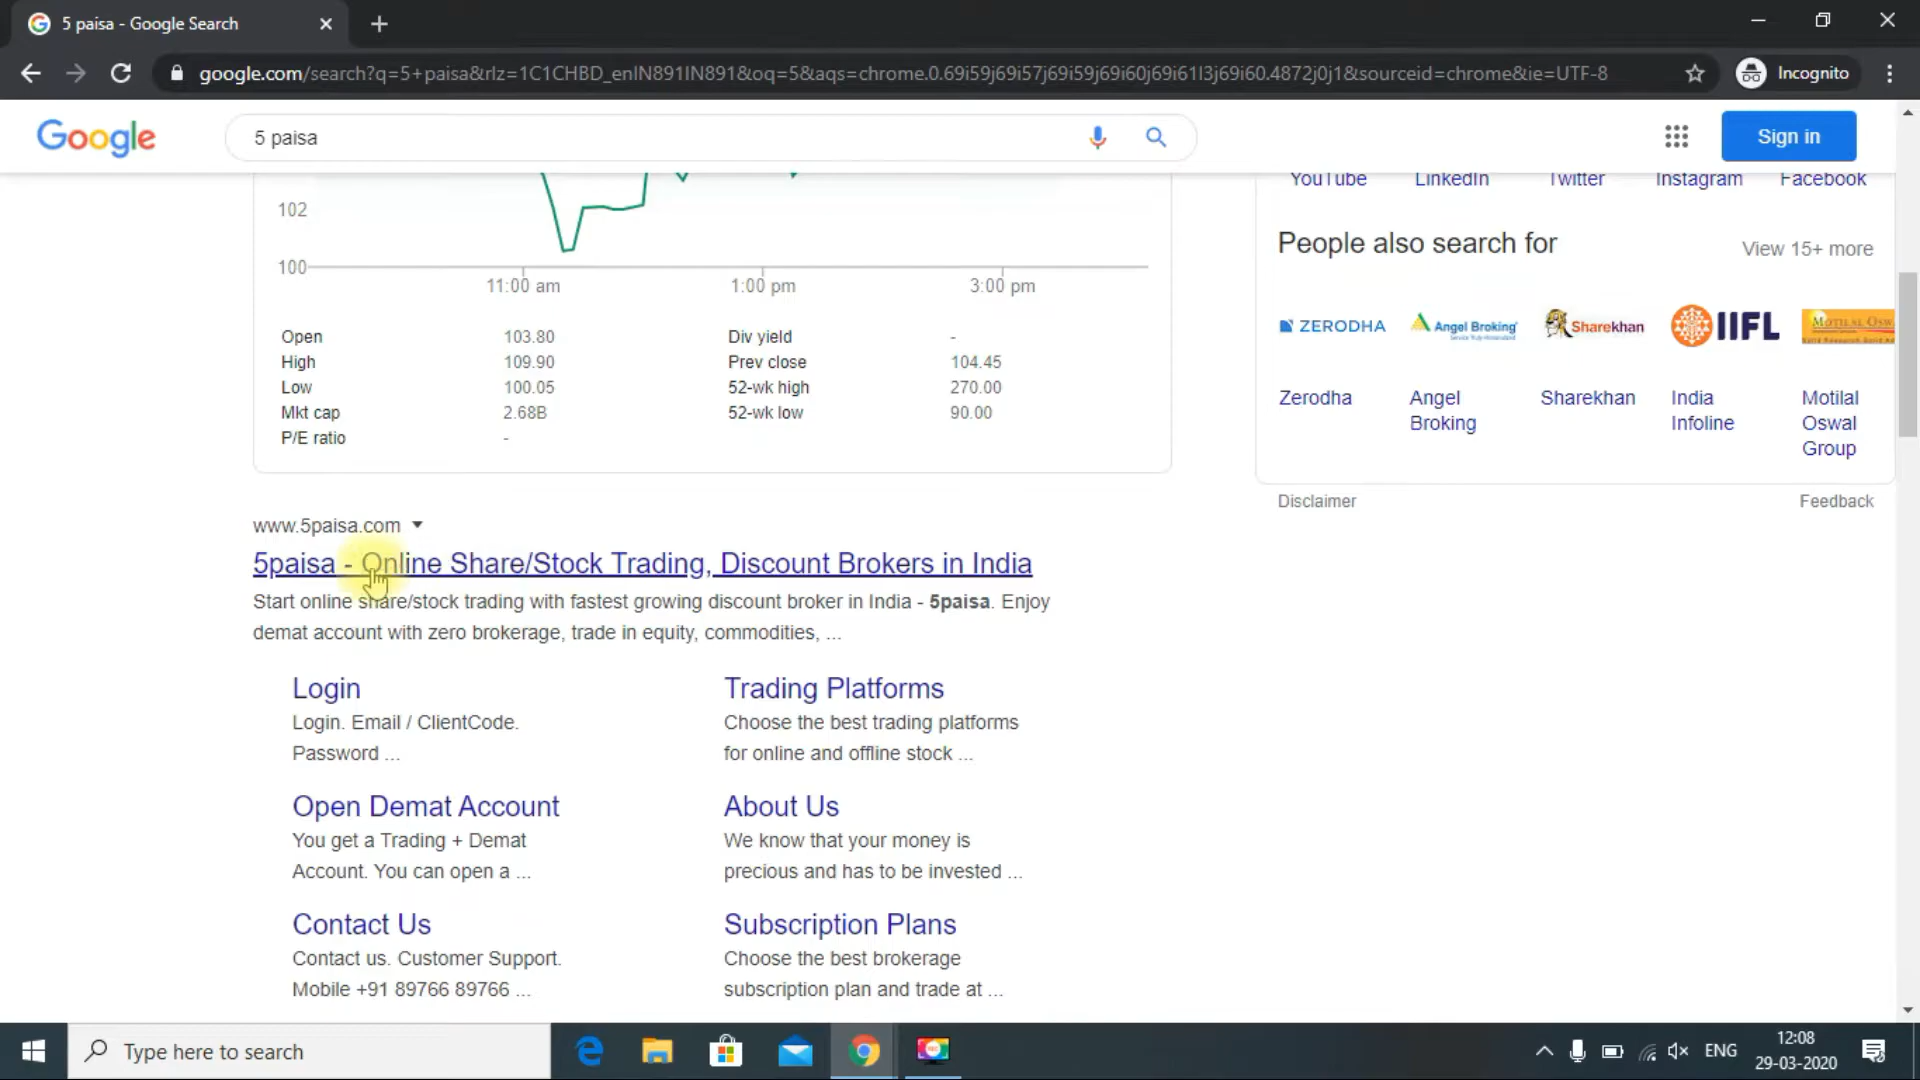 5 paisa - Google Search
google.com/search?q=5+paisa&rlz=1C1CHBD_enIN891IN891&oq=5&aqs=chrome.0.69i59j69i57j69i59j69i60j69i61l3j69i60.4872j0j1&sourceid=chrome&ie=UTF-8
Incognito
Google
5 paisa
Sign in
102
100
11:00 am
1:00 pm
3:00 pm
Open 103.80 Div yield -
High 109.90 Prev close 104.45
Low 100.05 52-wk high 270.00
Mkt cap 2.68B 52-wk low 90.00
P/E ratio -
YouTube LinkedIn Twitter Instagram Facebook
People also search for
View 15+ more
ZERODHA
Angel Broking
Sharekhan
IIFL
MOTILAL OSW
Zerodha
Angel
Broking
Sharekhan
India
Infoline
Motilal
Oswal
Group
Disclaimer
Feedback
www.5paisa.com
5paisa - Online Share/Stock Trading, Discount Brokers in India
Start online share/stock trading with fastest growing discount broker in India - 5paisa. Enjoy
demat account with zero brokerage, trade in equity, commodities, ...
Login
Login. Email / ClientCode.
Password ...
Trading Platforms
Choose the best trading platforms
for online and offline stock ...
Open Demat Account
You get a Trading + Demat
Account. You can open a ...
About Us
We know that your money is
precious and has to be invested ...
Contact Us
Contact us. Customer Support.
Mobile +91 89766 89766 ...
Subscription Plans
Choose the best brokerage
subscription plan and trade at ...
Type here to search
ENG
12:08
29-03-2020